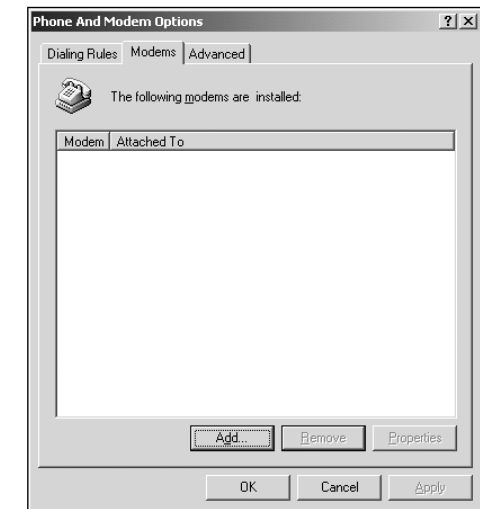 Phone And Modem Options ? ×
Dialing Rules Modems Advanced
The following modems are installed:
Modem Attached To
Add... Remove Properties
OK Cancel Apply